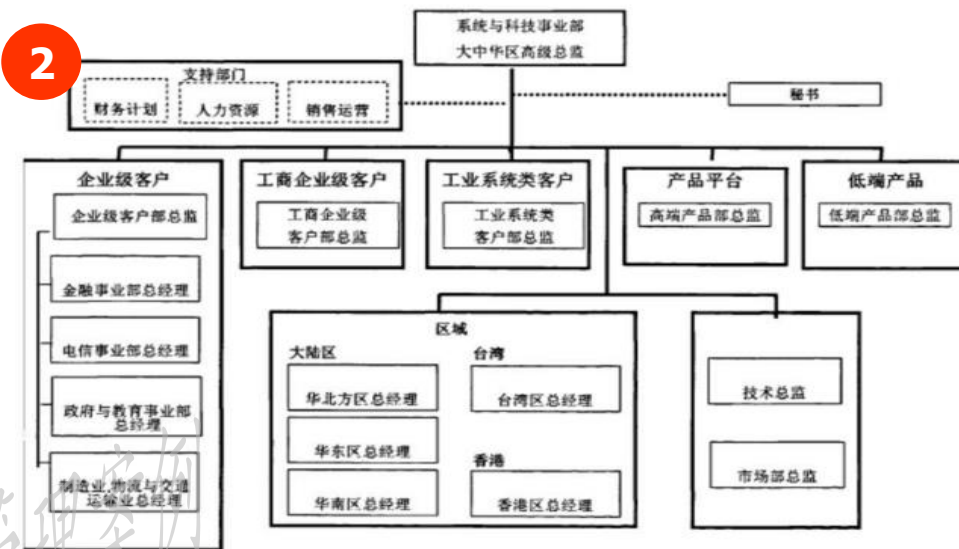 系统与科技事业部
大中华区高级总监
2
支持部门
财务计划
人力资源
销售运营
秘书
企业级客户
企业级客户部总监
金融事业部总经理
电信事业部总经理
政府与教育事业部
总经理
制造业,物流与交通
运输业总经理
工商企业级客户
工商企业级
客户部总监
工业系统类客户
工业系统类
客户部总监
产品平台
高端产品部总监
低端产品
低端产品部总监
区域
大陆区
华北方区总经理
华东区总经理
华南区总经理
台湾
台湾区总经理
香港
香港区总经理
技术总监
市场部总监